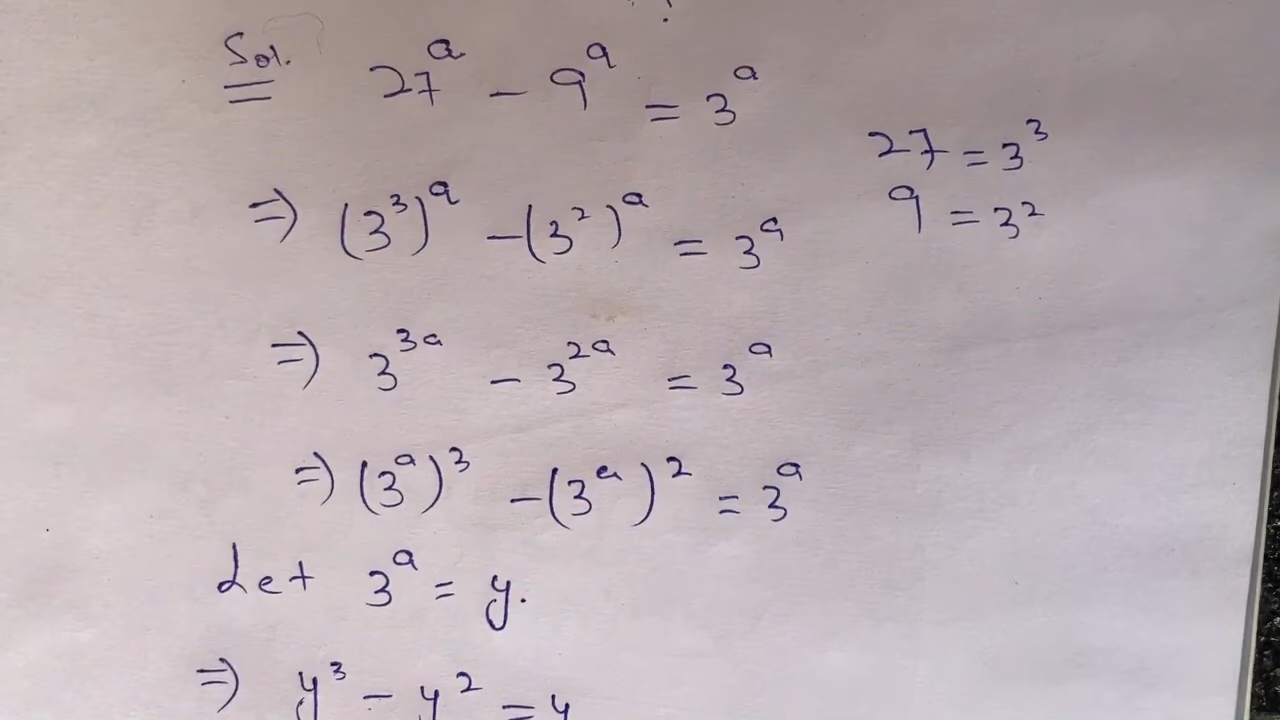 Sol. 27^a - 9^a = 3^a
27 = 3^3
⇒ (3^3)^a - (3^2)^a = 3^a
9 = 3^2
⇒ 3^3a - 3^2a = 3^a
⇒ (3^a)^3 - (3^a)^2 = 3^a
Let 3^a = y.
⇒ y^3 - y^2 = y